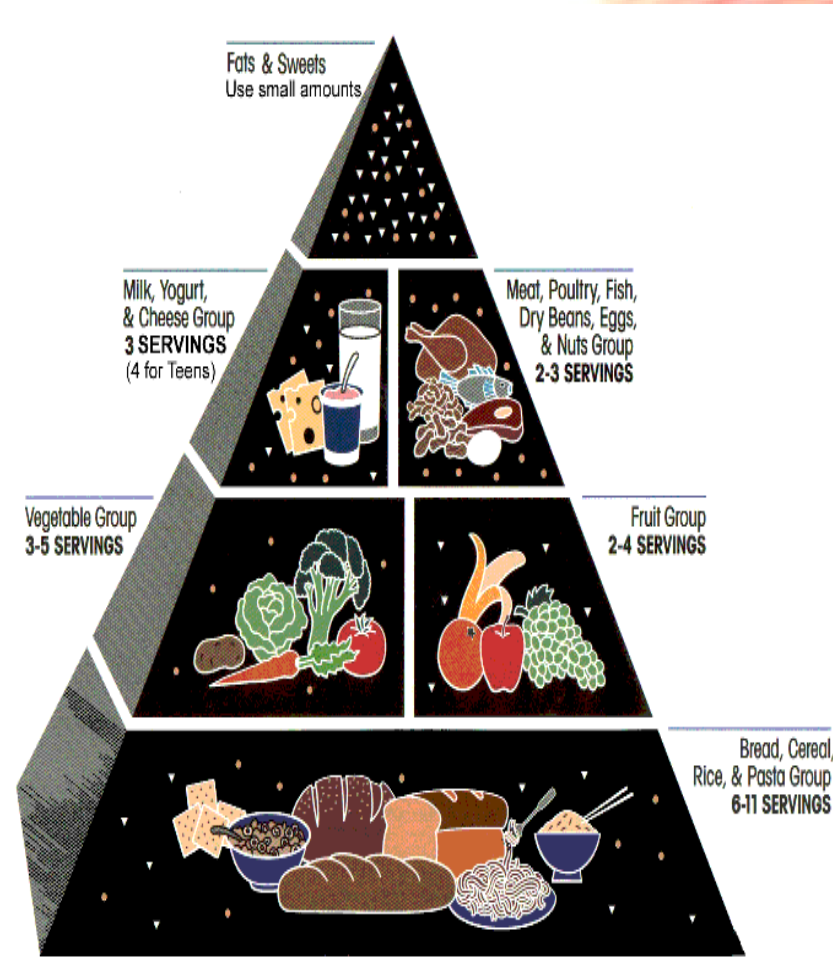 Fats & Sweets
Use small amounts
Milk, Yogurt,
& Cheese Group
3 SERVINGS
(4 for Teens)
Meat, Poultry, Fish,
Dry Beans, Eggs,
& Nuts Group
2-3 SERVINGS
Vegetable Group
3-5 SERVINGS
Fruit Group
2-4 SERVINGS
Bread, Cereal,
Rice, & Pasta Group
6-11 SERVINGS